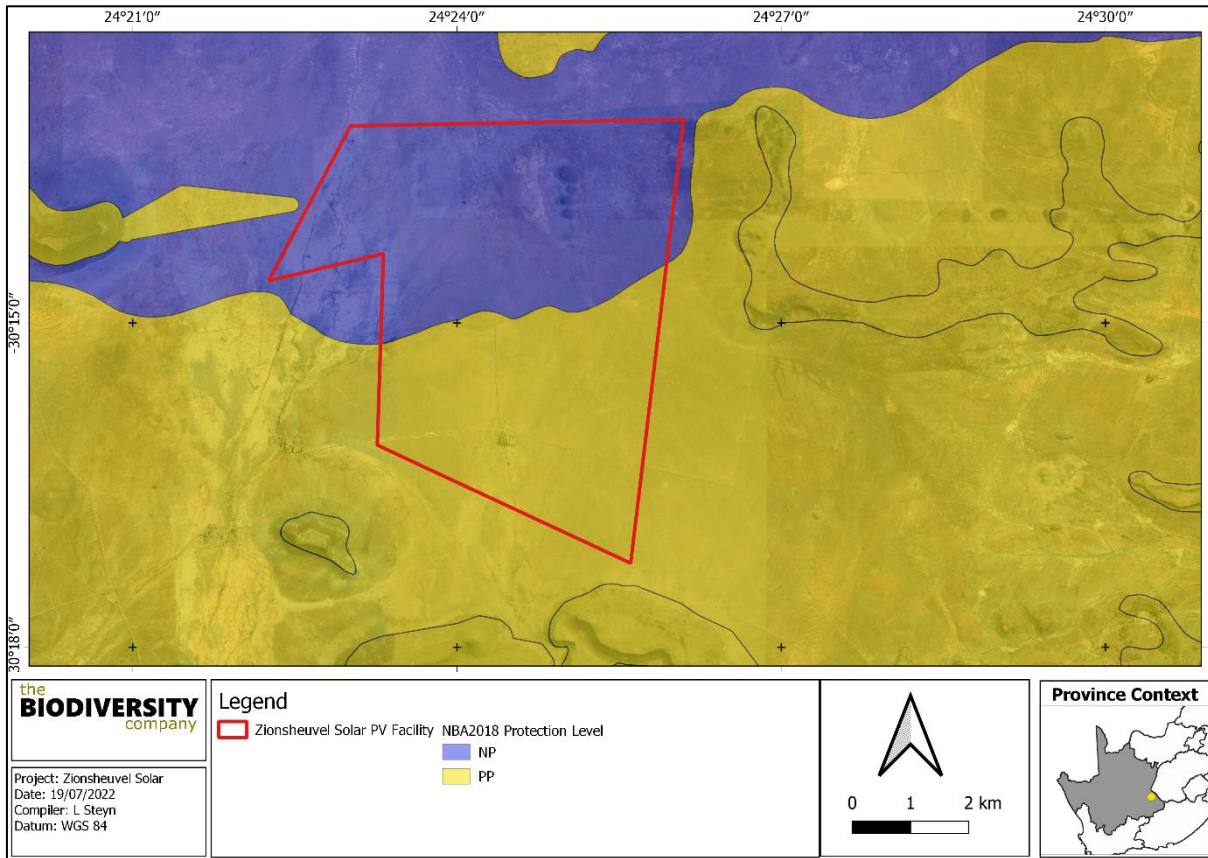 24°21′0″ 24°24′0″ 24°27′0″ 24°30′0″
-30°15′0″
30°18′0″
the
BIODIVERSITY
company
Project: Zionsheuvel Solar
Date: 19/07/2022
Compiler: L Steyn
Datum: WGS 84
Legend
Zionsheuvel Solar PV Facility NBA2018 Protection Level
NP
PP
0 1 2 km
Province Context